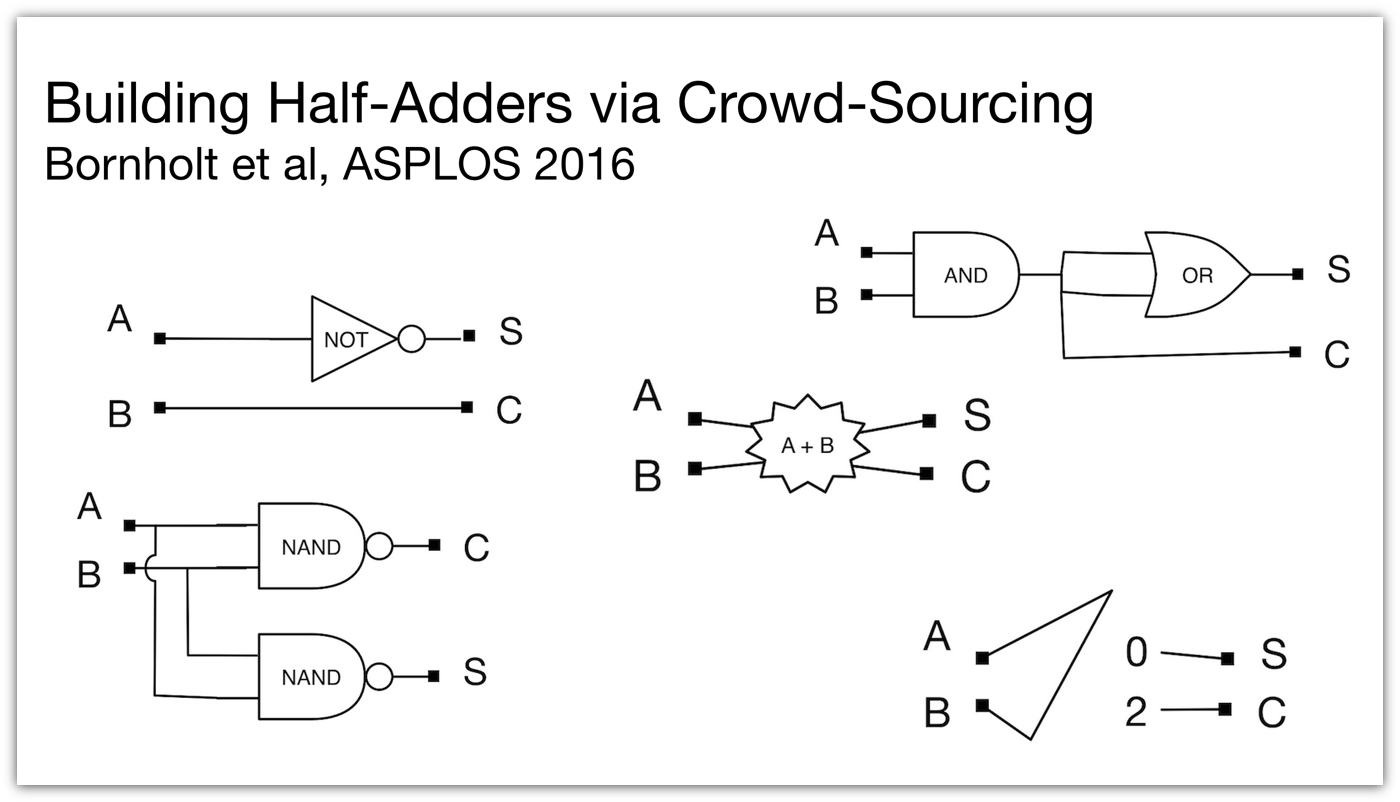 Building Half-Adders via Crowd-Sourcing
Bornholt et al, ASPLOS 2016
A
NOT
S
B
C
A
B
AND
OR
S
C
A
B
A + B
S
C
A
B
NAND
C
NAND
S
A
B
0
S
2
C